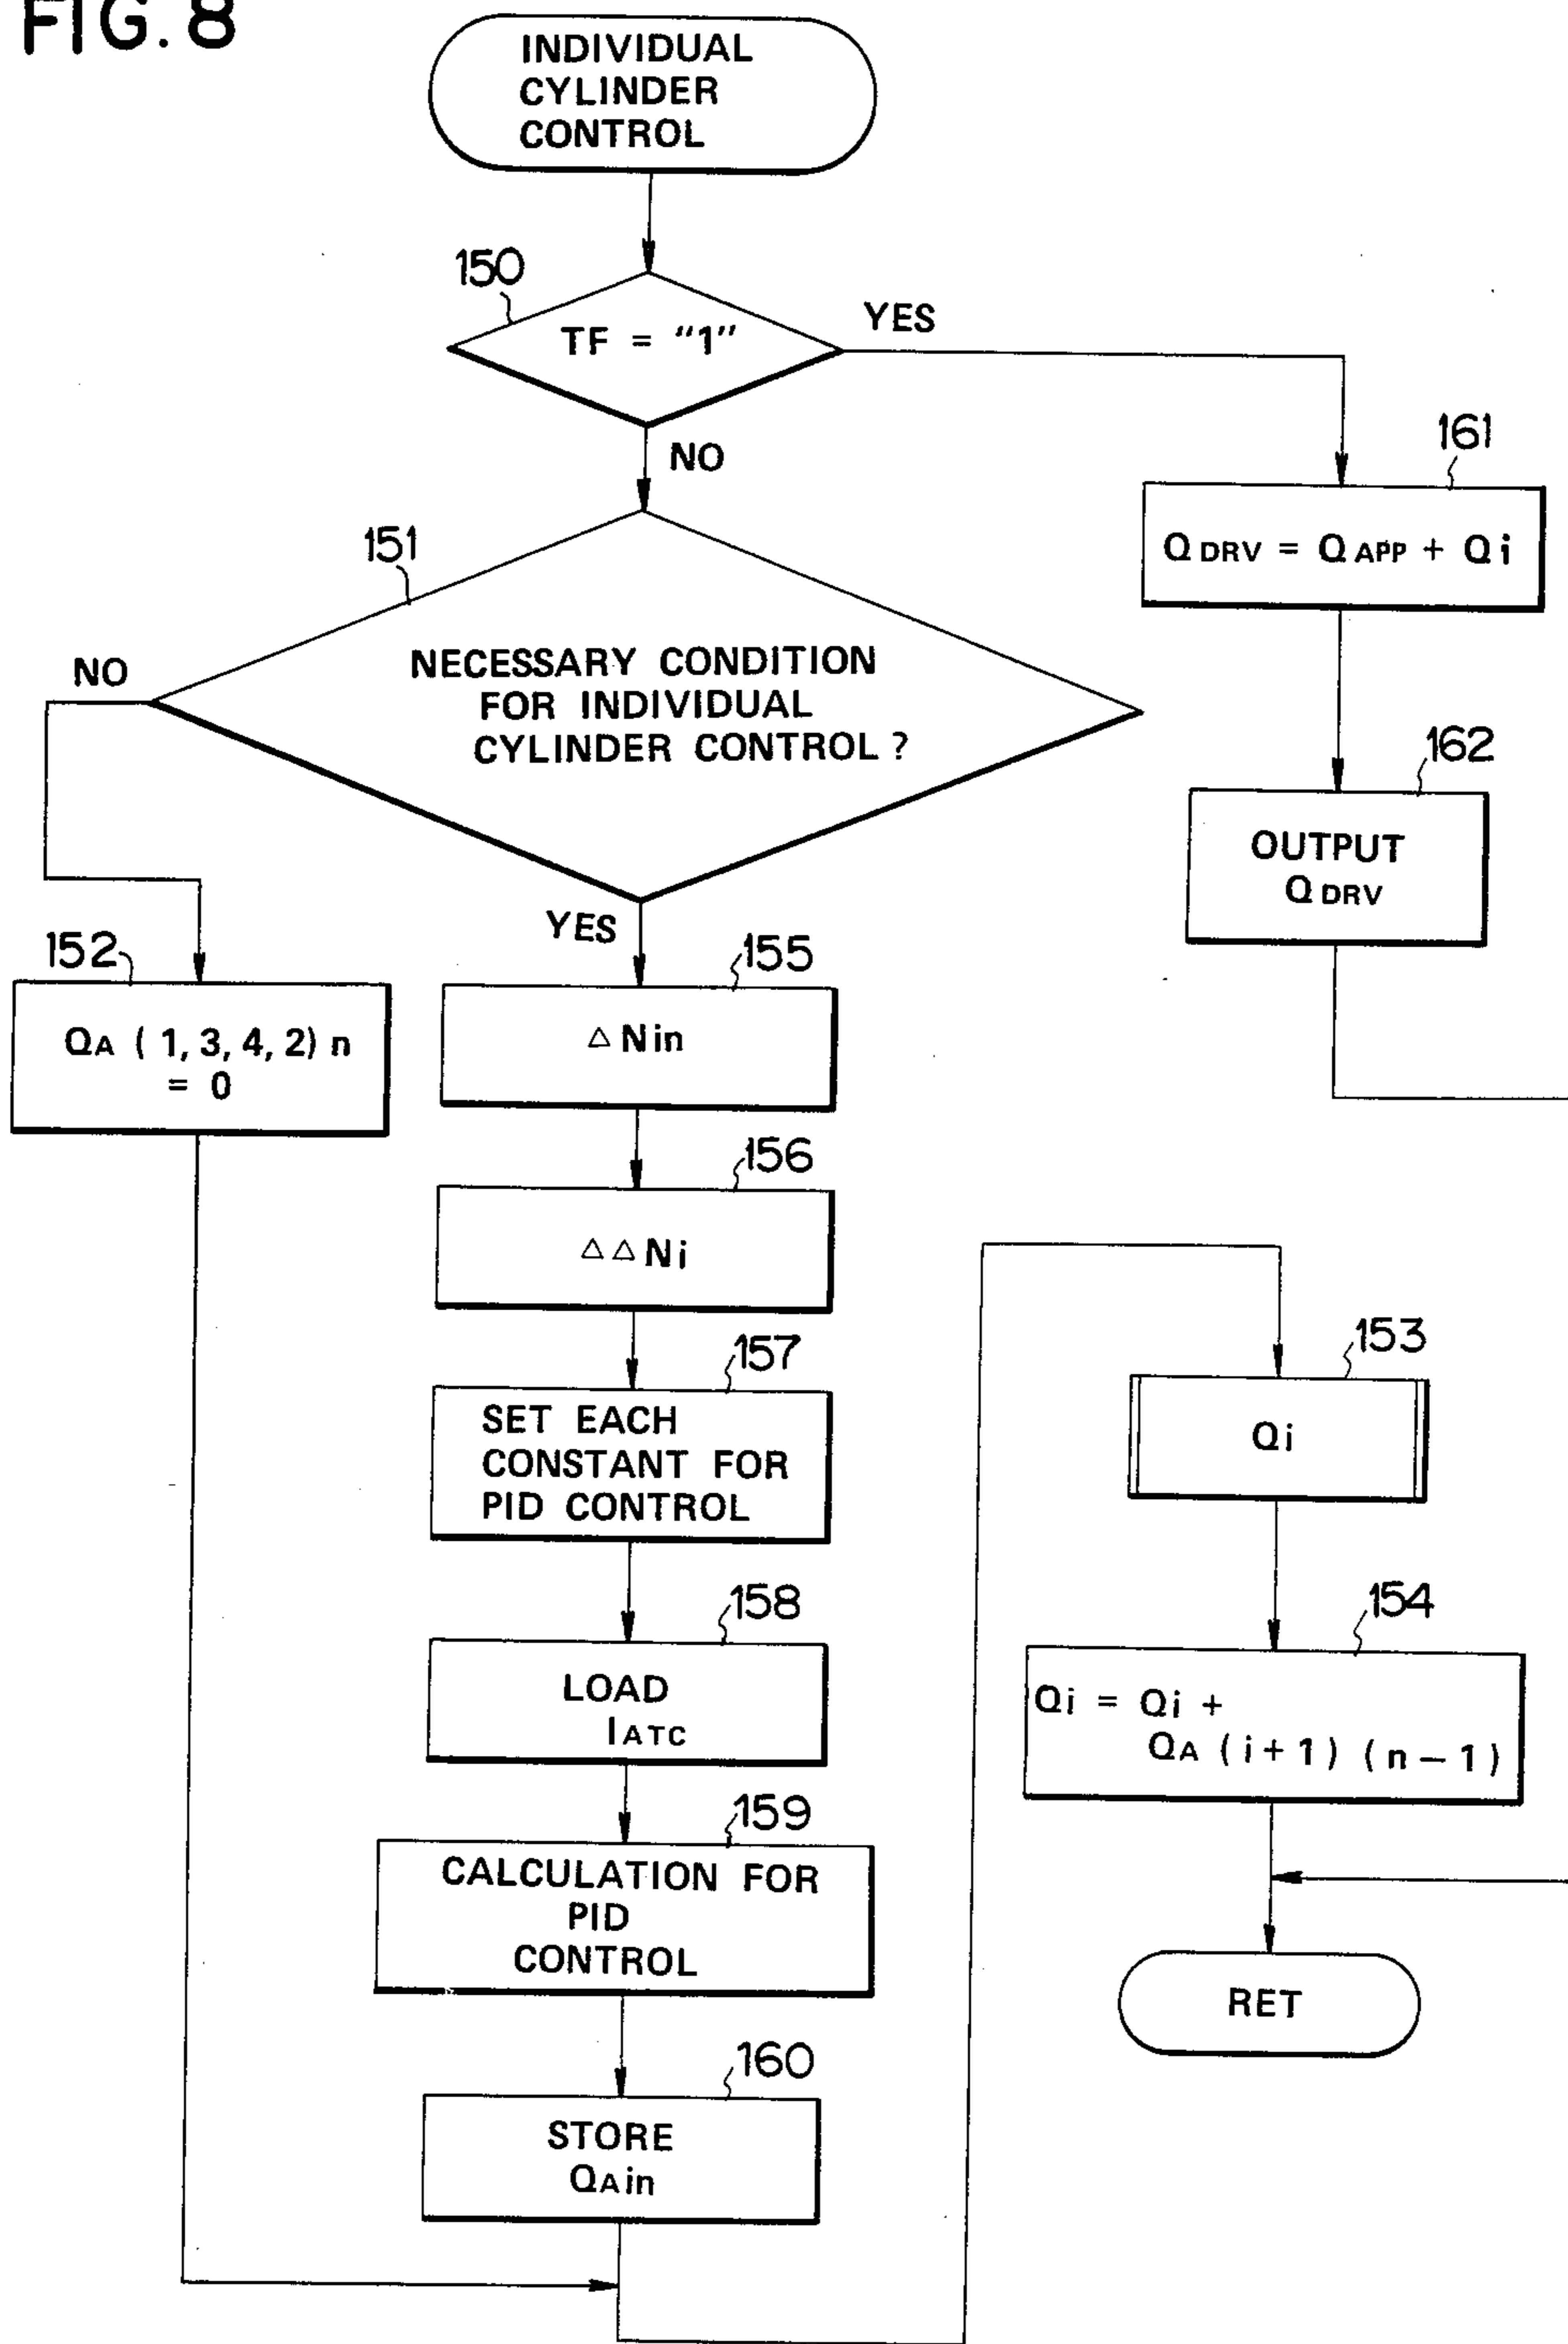 FIG. 8
INDIVIDUAL
CYLINDER
CONTROL
150
TF = "1"
YES
NO
161
QDRV = QAPP + Qi
151
NECESSARY CONDITION
FOR INDIVIDUAL
CYLINDER CONTROL ?
NO
YES
162
OUTPUT
QDRV
152
QA ( 1, 3, 4, 2) n
= 0
155
△ Nin
156
△ △ Ni
157
SET EACH
CONSTANT FOR
PID CONTROL
158
LOAD
IATC
159
CALCULATION FOR
PID
CONTROL
160
STORE
QAin
153
Qi
154
Qi = Qi +
QA ( i + 1 ) ( n − 1 )
RET